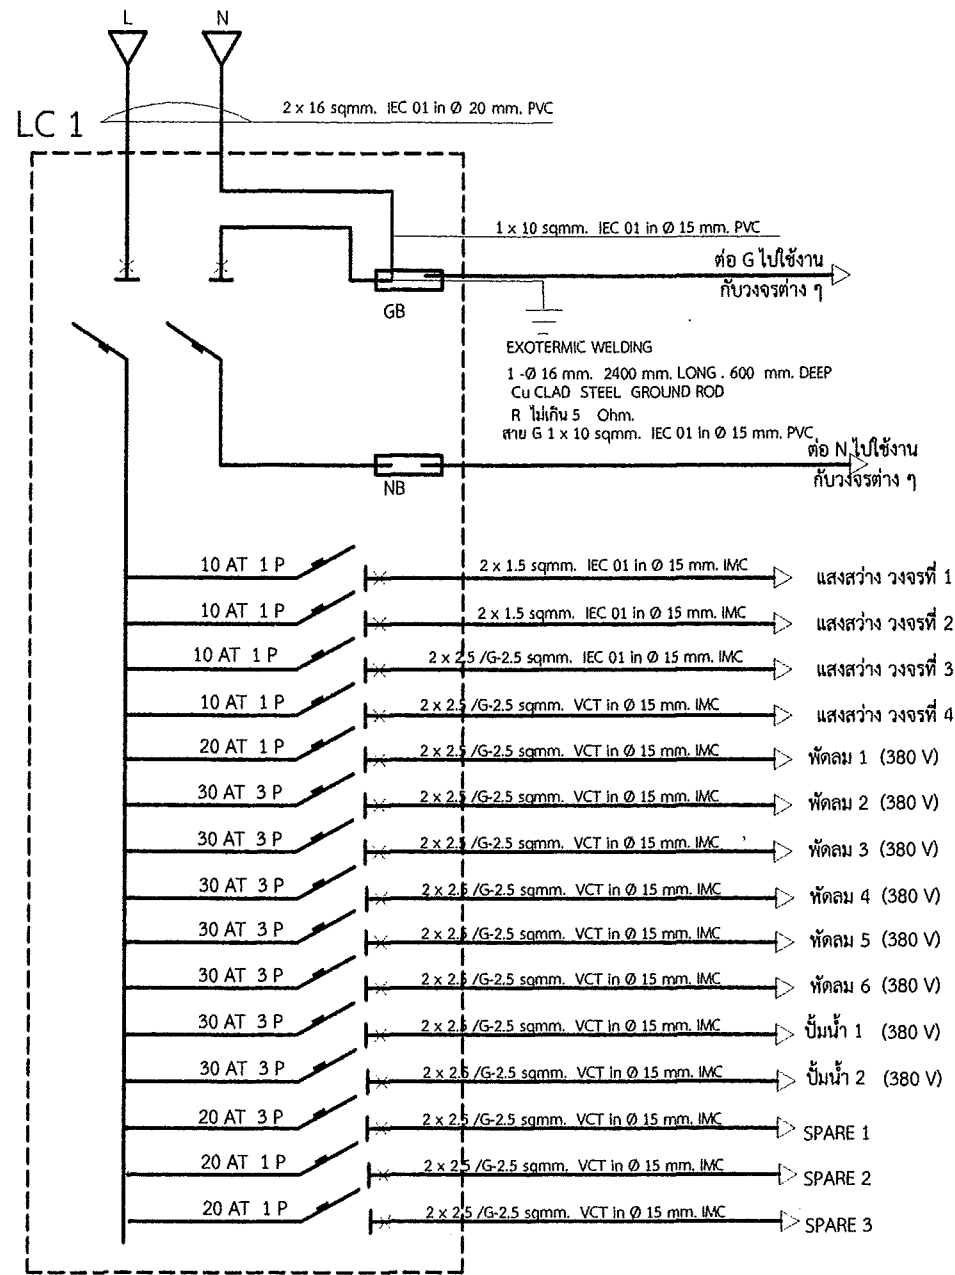 L N
2 x 16 sqmm. IEC 01 in Ø 20 mm. PVC
LC 1
1 x 10 sqmm. IEC 01 in Ø 15 mm. PVC
ต่อ G ไปใช้งาน
กับวงจรต่าง ๆ
GB
EXOTERMIC WELDING
1 -Ø 16 mm. 2400 mm. LONG . 600 mm. DEEP
Cu CLAD STEEL GROUND ROD
R ไม่เกิน 5 Ohm.
สาย G 1 x 10 sqmm. IEC 01 in Ø 15 mm. PVC
ต่อ N ไปใช้งาน
กับวงจรต่าง ๆ
NB
10 AT 1 P 2 x 1.5 sqmm. IEC 01 in Ø 15 mm. IMC แสงสว่าง วงจรที่ 1
10 AT 1 P 2 x 1.5 sqmm. IEC 01 in Ø 15 mm. IMC แสงสว่าง วงจรที่ 2
10 AT 1 P 2 x 2.5 /G-2.5 sqmm. IEC 01 in Ø 15 mm. IMC แสงสว่าง วงจรที่ 3
10 AT 1 P 2 x 2.5 /G-2.5 sqmm. VCT in Ø 15 mm. IMC แสงสว่าง วงจรที่ 4
20 AT 1 P 2 x 2.5 /G-2.5 sqmm. VCT in Ø 15 mm. IMC พัดลม 1 (380 V)
30 AT 3 P 2 x 2.5 /G-2.5 sqmm. VCT in Ø 15 mm. IMC พัดลม 2 (380 V)
30 AT 3 P 2 x 2.5 /G-2.5 sqmm. VCT in Ø 15 mm. IMC พัดลม 3 (380 V)
30 AT 3 P 2 x 2.5 /G-2.5 sqmm. VCT in Ø 15 mm. IMC พัดลม 4 (380 V)
30 AT 3 P 2 x 2.5 /G-2.5 sqmm. VCT in Ø 15 mm. IMC พัดลม 5 (380 V)
30 AT 3 P 2 x 2.5 /G-2.5 sqmm. VCT in Ø 15 mm. IMC พัดลม 6 (380 V)
30 AT 3 P 2 x 2.5 /G-2.5 sqmm. VCT in Ø 15 mm. IMC ปั้มน้ำ 1 (380 V)
30 AT 3 P 2 x 2.5 /G-2.5 sqmm. VCT in Ø 15 mm. IMC ปั้มน้ำ 2 (380 V)
20 AT 3 P 2 x 2.5 /G-2.5 sqmm. VCT in Ø 15 mm. IMC SPARE 1
20 AT 1 P 2 x 2.5 /G-2.5 sqmm. VCT in Ø 15 mm. IMC SPARE 2
20 AT 1 P 2 x 2.5 /G-2.5 sqmm. VCT in Ø 15 mm. IMC SPARE 3